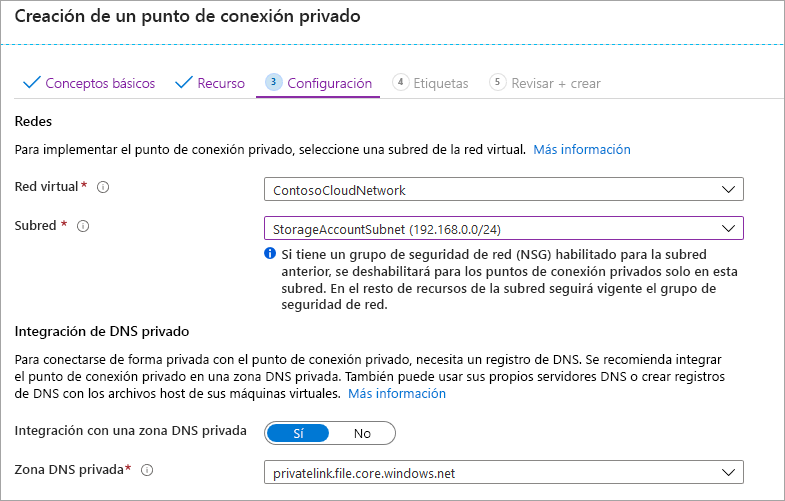 Creación de un punto de conexión privado
Conceptos básicos Recurso 3 Configuración 4 Etiquetas 5 Revisar + crear
Redes
Para implementar el punto de conexión privado, seleccione una subred de la red virtual. Más información
Red virtual * ContosoCloudNetwork
Subred * StorageAccountSubnet (192.168.0.0/24)
Si tiene un grupo de seguridad de red (NSG) habilitado para la subred
anterior, se deshabilitará para los puntos de conexión privados solo en esta
subred. En el resto de recursos de la subred seguirá vigente el grupo de
seguridad de red.
Integración de DNS privado
Para conectarse de forma privada con el punto de conexión privado, necesita un registro de DNS. Se recomienda integrar
el punto de conexión privado en una zona DNS privada. También puede usar sus propios servidores DNS o crear registros
de DNS con los archivos host de sus máquinas virtuales. Más información
Integración con una zona DNS privada Sí No
Zona DNS privada* privatelink.file.core.windows.net